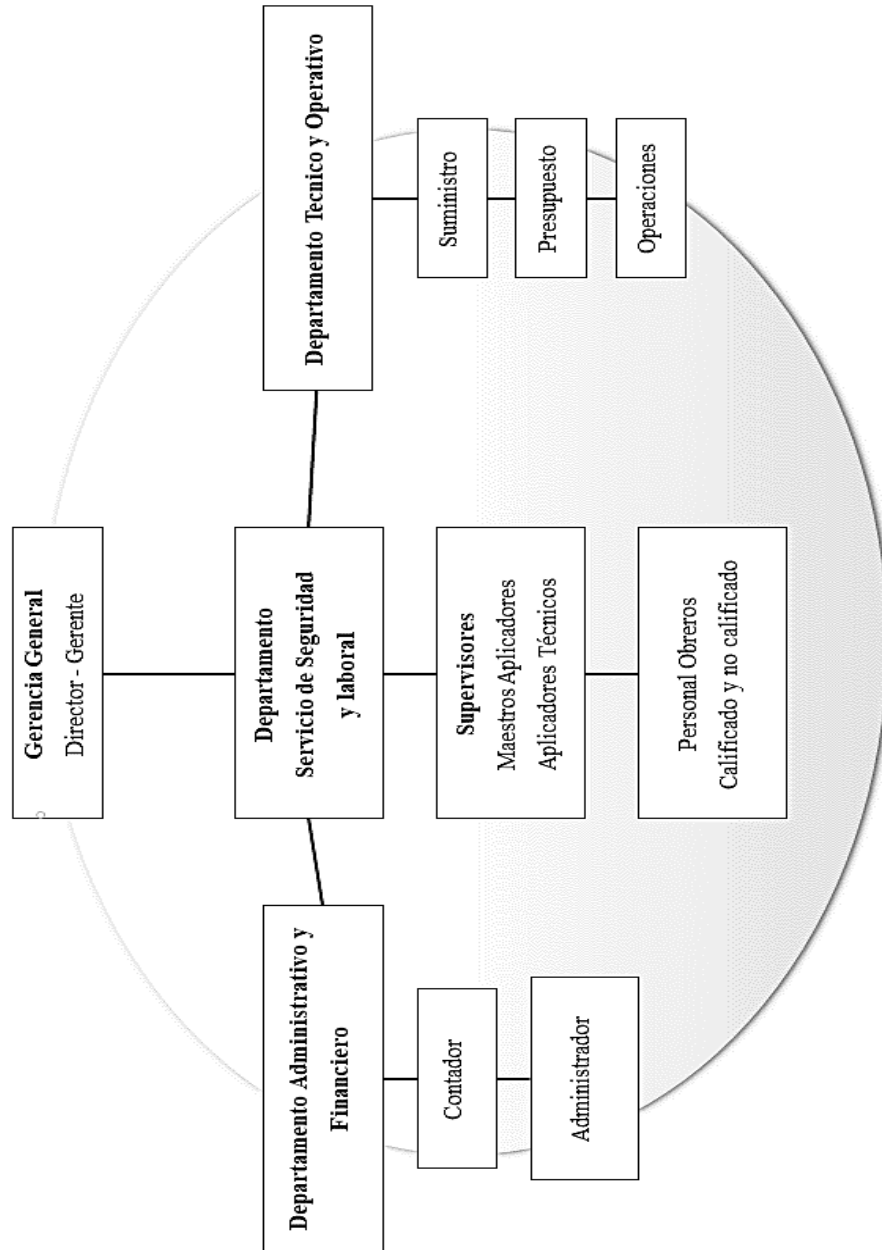 Gerencia General
Director - Gerente
Departamento Administrativo y
Financiero
Contador
Administrador
Departamento
Servicio de Seguridad
y laboral
Supervisores
Maestros Aplicadores
Aplicadores Técnicos
Personal Obreros
Calificado y no calificado
Departamento Tecnico y Operativo
Suministro
Presupuesto
Operaciones